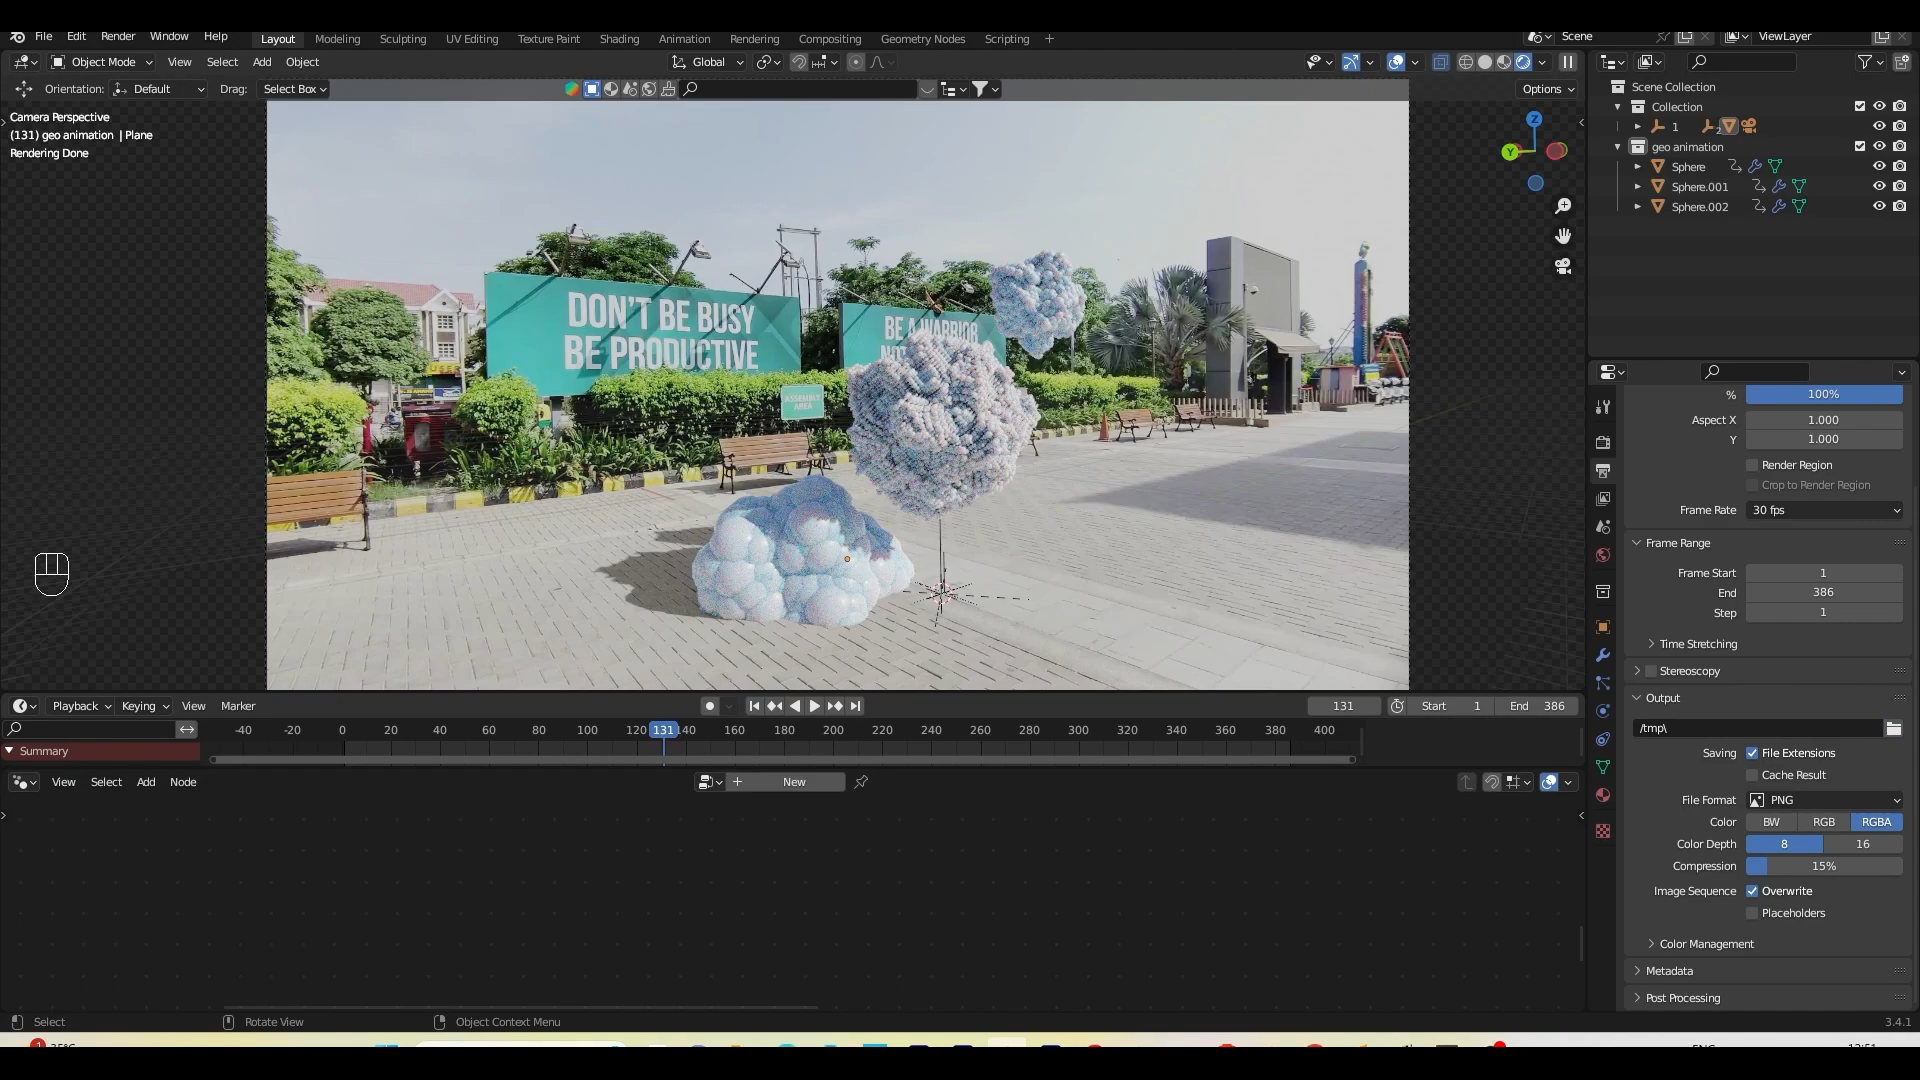 File Edit Render Window Help
Layout Modeling Sculpting UV Editing Texture Paint Shading Animation Rendering Compositing Geometry Nodes Scripting +
Scene ViewLayer
Object Mode View Select Add Object Global
Orientation: Default Drag: Select Box Options
Camera Perspective
(131) geo animation | Plane
Rendering Done
Z
Y
DON'T BE BUSY
BE PRODUCTIVE
BE A WARRIOR
ASSEMBLY
AREA
Scene Collection
Collection
1 2
geo animation
Sphere
Sphere.001
Sphere.002
% 100%
Aspect X 1.000
Y 1.000
Render Region
Crop to Render Region
Frame Rate 30 fps
Frame Range
Frame Start 1
End 386
Step 1
Time Stretching
Stereoscopy
Output
/tmp\
Saving File Extensions
Cache Result
File Format PNG
Color BW RGB RGBA
Color Depth 8 16
Compression 15%
Image Sequence Overwrite
Placeholders
Color Management
Metadata
Post Processing
Playback Keying View Marker 131 Start 1 End 386
-40 -20 0 20 40 60 80 100 120 131 140 160 180 200 220 240 260 280 300 320 340 360 380 400
Summary
View Select Add Node + New
Select Rotate View Object Context Menu 3.4.1